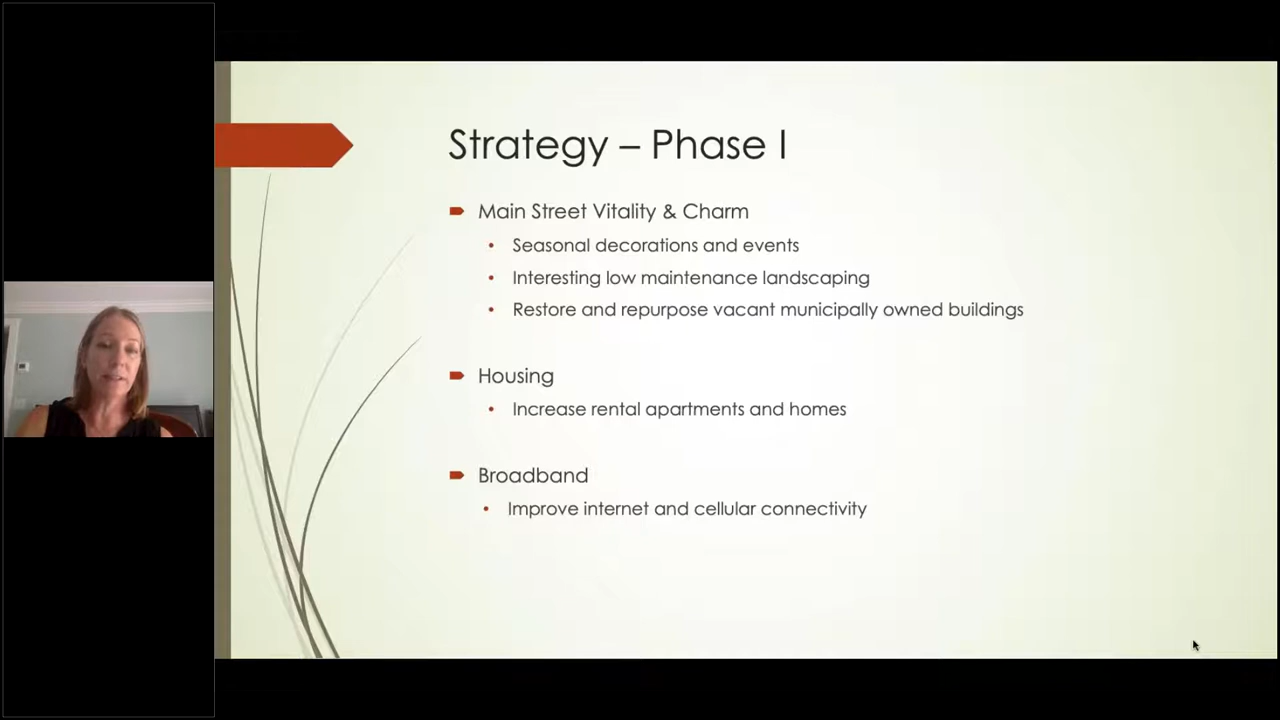 Strategy – Phase I
Main Street Vitality & Charm
Seasonal decorations and events
Interesting low maintenance landscaping
Restore and repurpose vacant municipally owned buildings
Housing
Increase rental apartments and homes
Broadband
Improve internet and cellular connectivity